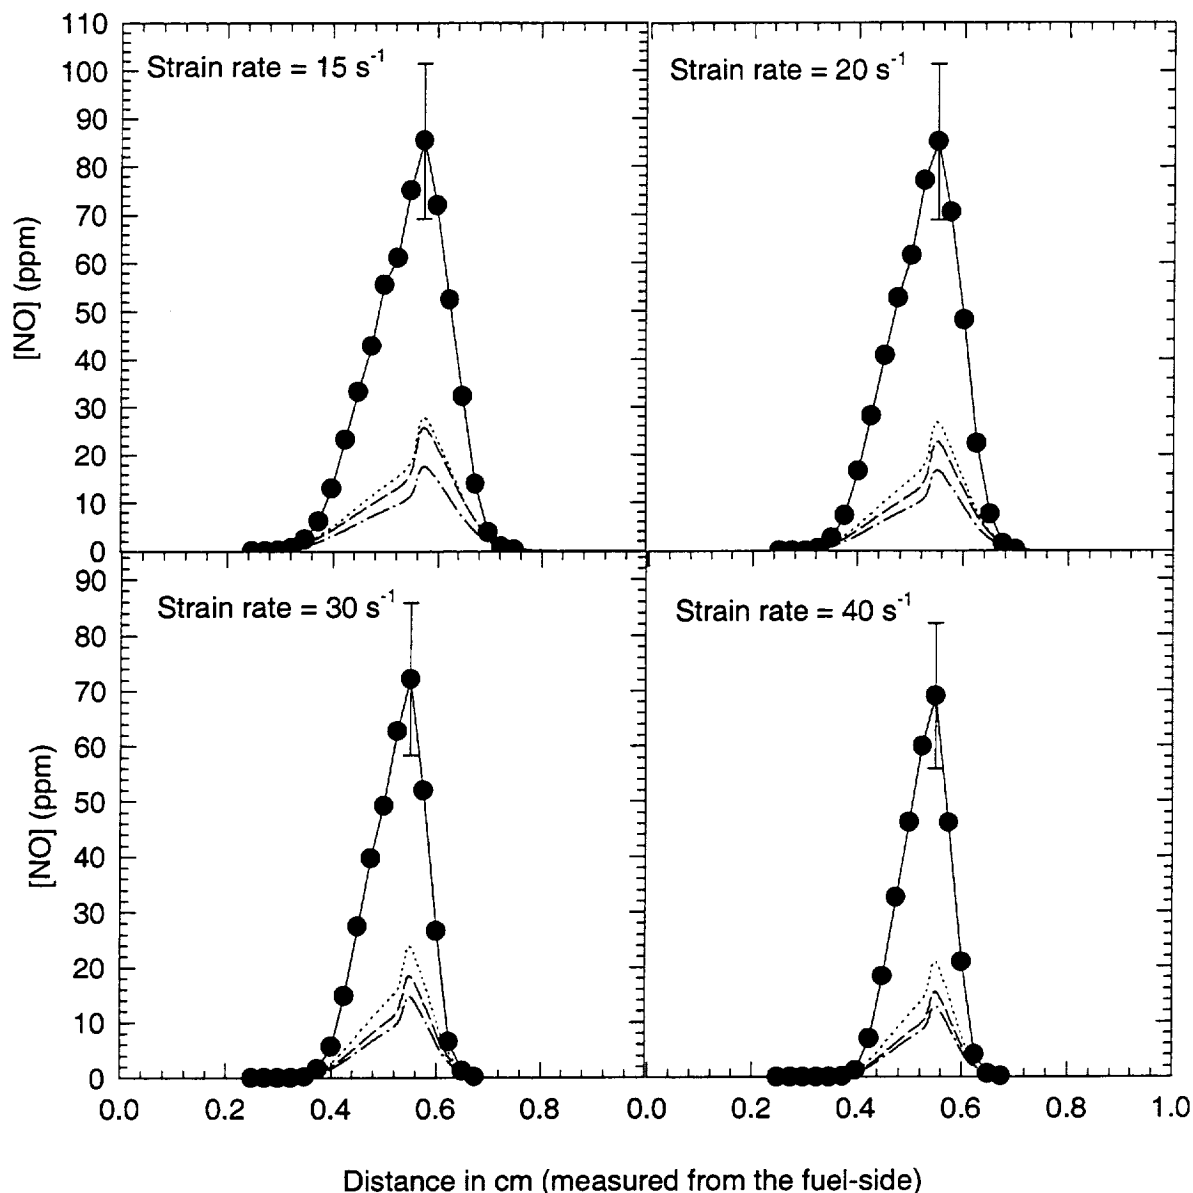 110
100
90
80
70
60
50
40
30
20
10
0
[NO] (ppm)
Strain rate = 15 s⁻¹
Strain rate = 20 s⁻¹
90
80
70
60
50
40
30
20
10
0
[NO] (ppm)
Strain rate = 30 s⁻¹
Strain rate = 40 s⁻¹
0.0 0.2 0.4 0.6 0.8 0.0 0.2 0.4 0.6 0.8 1.0
Distance in cm (measured from the fuel-side)